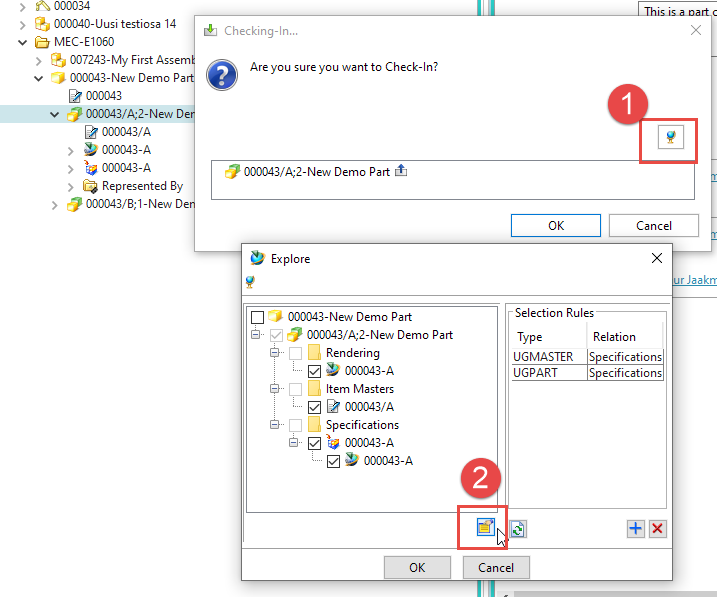 000034
000040-Uusi testiosa 14
MEC-E1060
007243-My First Assemb
000043-New Demo Part
000043
000043/A;2-New Der
000043/A
000043-A
000043-A
Represented By
000043/B;1-New Den
This is a part c
Checking-In...
Are you sure you want to Check-In?
1
000043/A;2-New Demo Part
OK
Cancel
ur Jaakm
Explore
000043-New Demo Part
000043/A;2-New Demo Part
Rendering
000043-A
Item Masters
000043/A
Specifications
000043-A
000043-A
Selection Rules
Type Relation
UGMASTER Specifications
UGPART Specifications
2
OK
Cancel